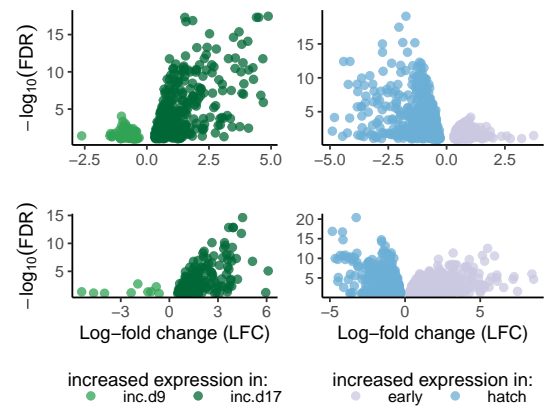 −log10(FDR)
15
10
5
−2.5 0.0 2.5 5.0
15
10
5
−5.0 −2.5 0.0 2.5
−log10(FDR)
15
10
5
−3 0 3 6
Log−fold change (LFC)
20
15
10
5
−5 0 5
Log−fold change (LFC)
increased expression in:
inc.d9 inc.d17
increased expression in:
early hatch